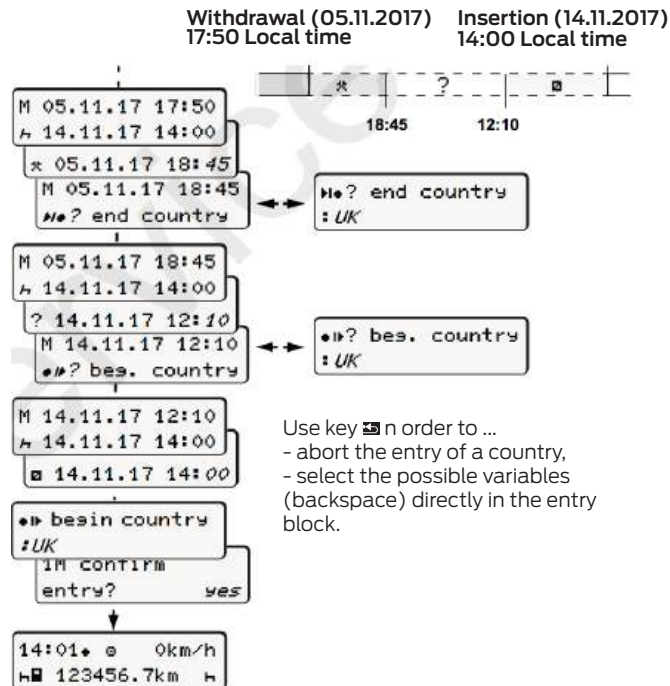 Withdrawal (05.11.2017)
17:50 Local time
Insertion (14.11.2017)
14:00 Local time
?
18:45
12:10
M 05.11.17 17:50
14.11.17 14:00
05.11.17 18:45
M 05.11.17 18:45
? end country
? end country
: UK
M 05.11.17 18:45
14.11.17 14:00
? 14.11.17 12:10
M 14.11.17 12:10
? beg. country
? beg. country
: UK
M 14.11.17 12:10
14.11.17 14:00
14.11.17 14:00
begin country
: UK
1M confirm
entry? yes
14:01 0km/h
123456.7km
Use key n order to ...
- abort the entry of a country,
- select the possible variables
(backspace) directly in the entry
block.